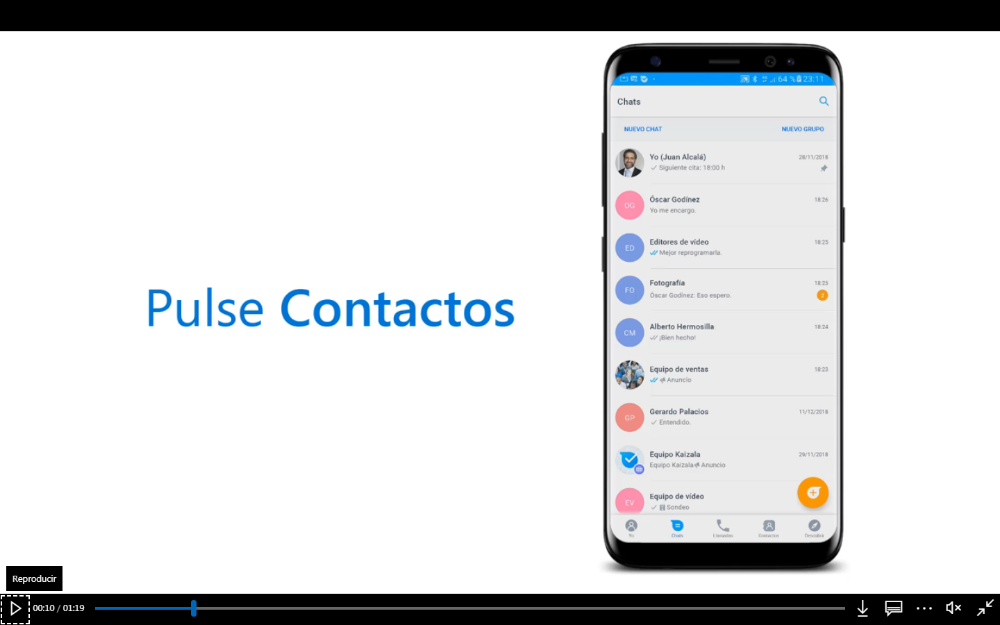 64 % 23:11
Chats
NUEVO CHAT
NUEVO GRUPO
Yo (Juan Alcalá)
28/11/2018
Siguiente cita: 18:00 h
OG
Óscar Godínez
18:26
Yo me encargo.
ED
Editores de vídeo
18:25
Mejor reprogramarla.
FO
Fotografía
18:25
Óscar Godínez: Eso espero.
2
Pulse Contactos
CM
Alberto Hermosilla
18:24
¡Bien hecho!
Equipo de ventas
18:23
Anuncio
GP
Gerardo Palacios
11/12/2018
Entendido.
Equipo Kaizala
29/11/2018
Equipo Kaizala Anuncio
EV
Equipo de vídeo
Sondeo
Yo
Chats
Llamadas
Contactos
Descubrir
Reproducir
00:10 / 01:19